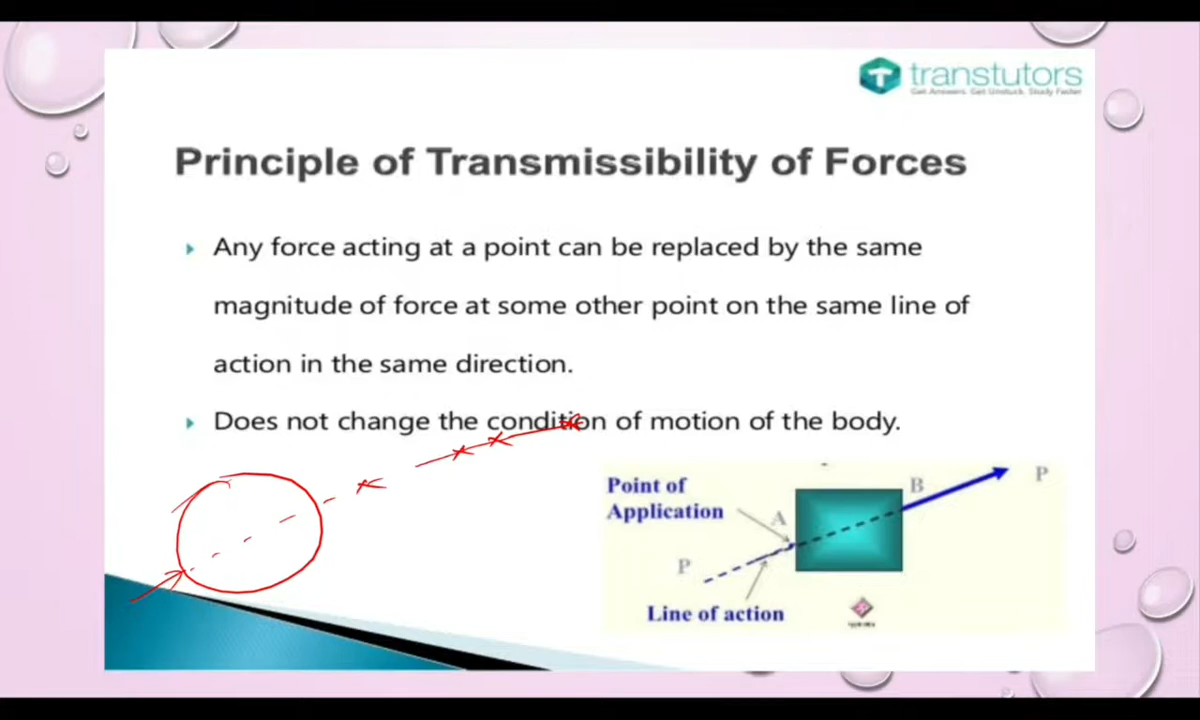 transtutors
Get Answers. Get Unstuck. Study Faster
Principle of Transmissibility of Forces
Any force acting at a point can be replaced by the same
magnitude of force at some other point on the same line of
action in the same direction.
Does not change the condition of motion of the body.
Point of
Application
A
B
P
P
Line of action